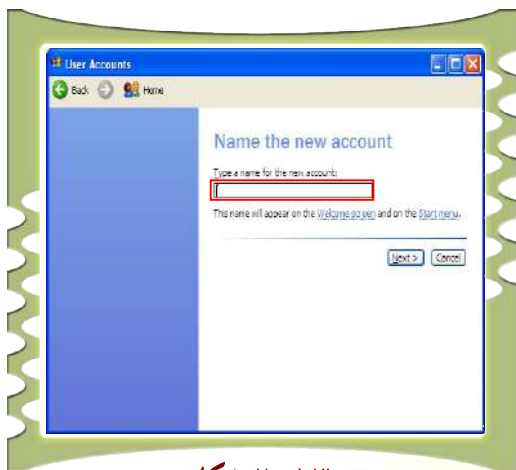 User Accounts
Back Home
Name the new account
Type a name for the new account:
This name will appear on the Welcome screen and on the Start menu.
Next > Cancel